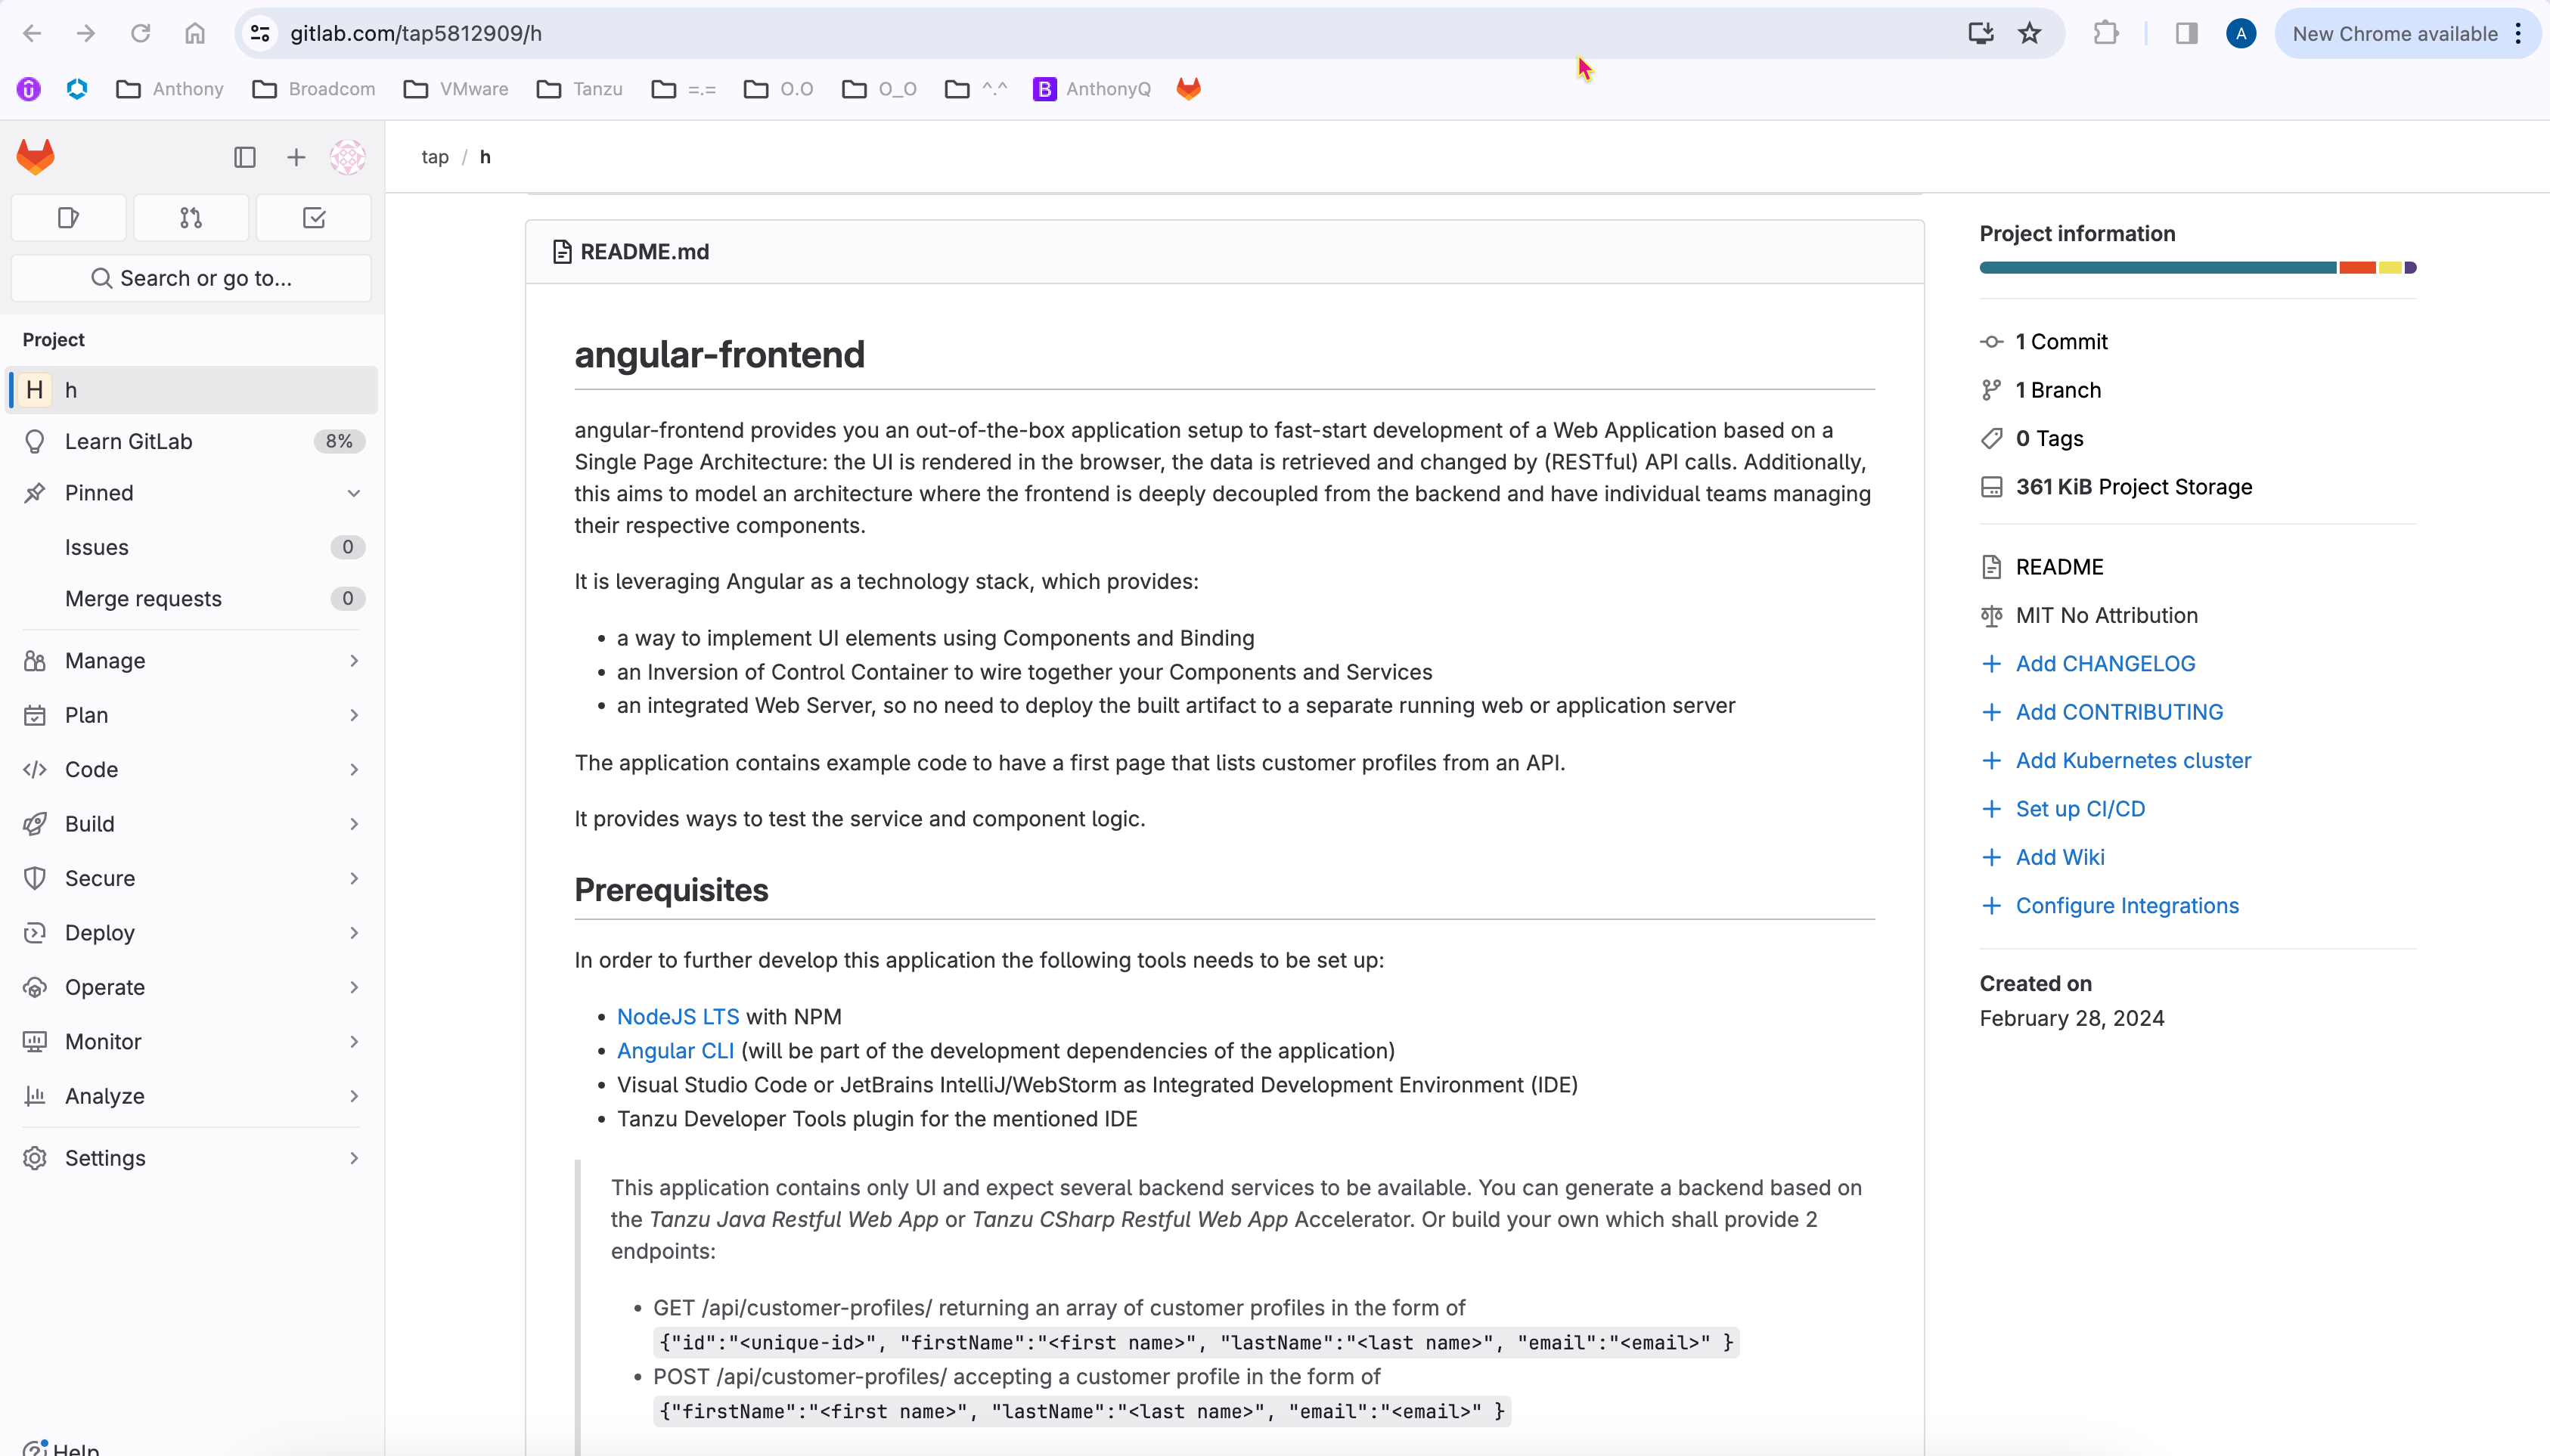 gitlab.com/tap5812909/h
A
New Chrome available
Anthony
Broadcom
VMware
Tanzu
=.=
O.O
O_O
^.^
B
AnthonyQ
tap / h
Search or go to...
Project
H
h
Learn GitLab
8%
Pinned
Issues
0
Merge requests
0
Manage
Plan
Code
Build
Secure
Deploy
Operate
Monitor
Analyze
Settings
Help
README.md
angular-frontend
angular-frontend provides you an out-of-the-box application setup to fast-start development of a Web Application based on a
Single Page Architecture: the UI is rendered in the browser, the data is retrieved and changed by (RESTful) API calls. Additionally,
this aims to model an architecture where the frontend is deeply decoupled from the backend and have individual teams managing
their respective components.
It is leveraging Angular as a technology stack, which provides:
• a way to implement UI elements using Components and Binding
• an Inversion of Control Container to wire together your Components and Services
• an integrated Web Server, so no need to deploy the built artifact to a separate running web or application server
The application contains example code to have a first page that lists customer profiles from an API.
It provides ways to test the service and component logic.
Prerequisites
In order to further develop this application the following tools needs to be set up:
• NodeJS LTS with NPM
• Angular CLI (will be part of the development dependencies of the application)
• Visual Studio Code or JetBrains IntelliJ/WebStorm as Integrated Development Environment (IDE)
• Tanzu Developer Tools plugin for the mentioned IDE
This application contains only UI and expect several backend services to be available. You can generate a backend based on
the Tanzu Java Restful Web App or Tanzu CSharp Restful Web App Accelerator. Or build your own which shall provide 2
endpoints:
• GET /api/customer-profiles/ returning an array of customer profiles in the form of
{"id":"<unique-id>", "firstName":"<first name>", "lastName":"<last name>", "email":"<email>" }
• POST /api/customer-profiles/ accepting a customer profile in the form of
{"firstName":"<first name>", "lastName":"<last name>", "email":"<email>" }
Project information
1 Commit
1 Branch
0 Tags
361 KiB Project Storage
README
MIT No Attribution
Add CHANGELOG
Add CONTRIBUTING
Add Kubernetes cluster
Set up CI/CD
Add Wiki
Configure Integrations
Created on
February 28, 2024